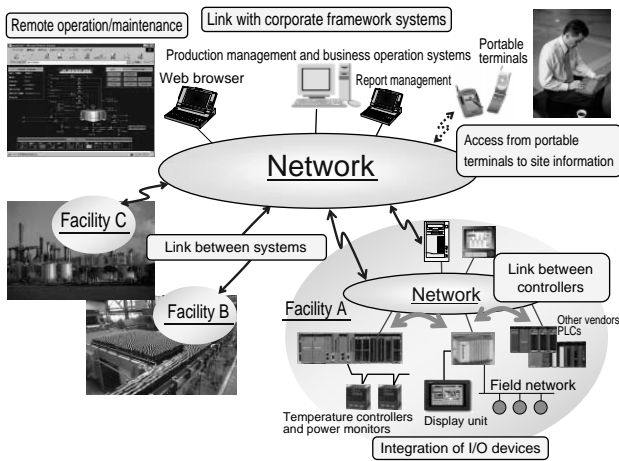 Remote operation/maintenance
Link with corporate framework systems
Production management and business operation systems
Web browser
Report management
Portable
terminals
Access from portable
terminals to site information
Network
Facility C
Link between systems
Facility B
Facility A
Network
Link between
controllers
Other vendors
PLCs
Field network
Temperature controllers
and power monitors
Display unit
Integration of I/O devices